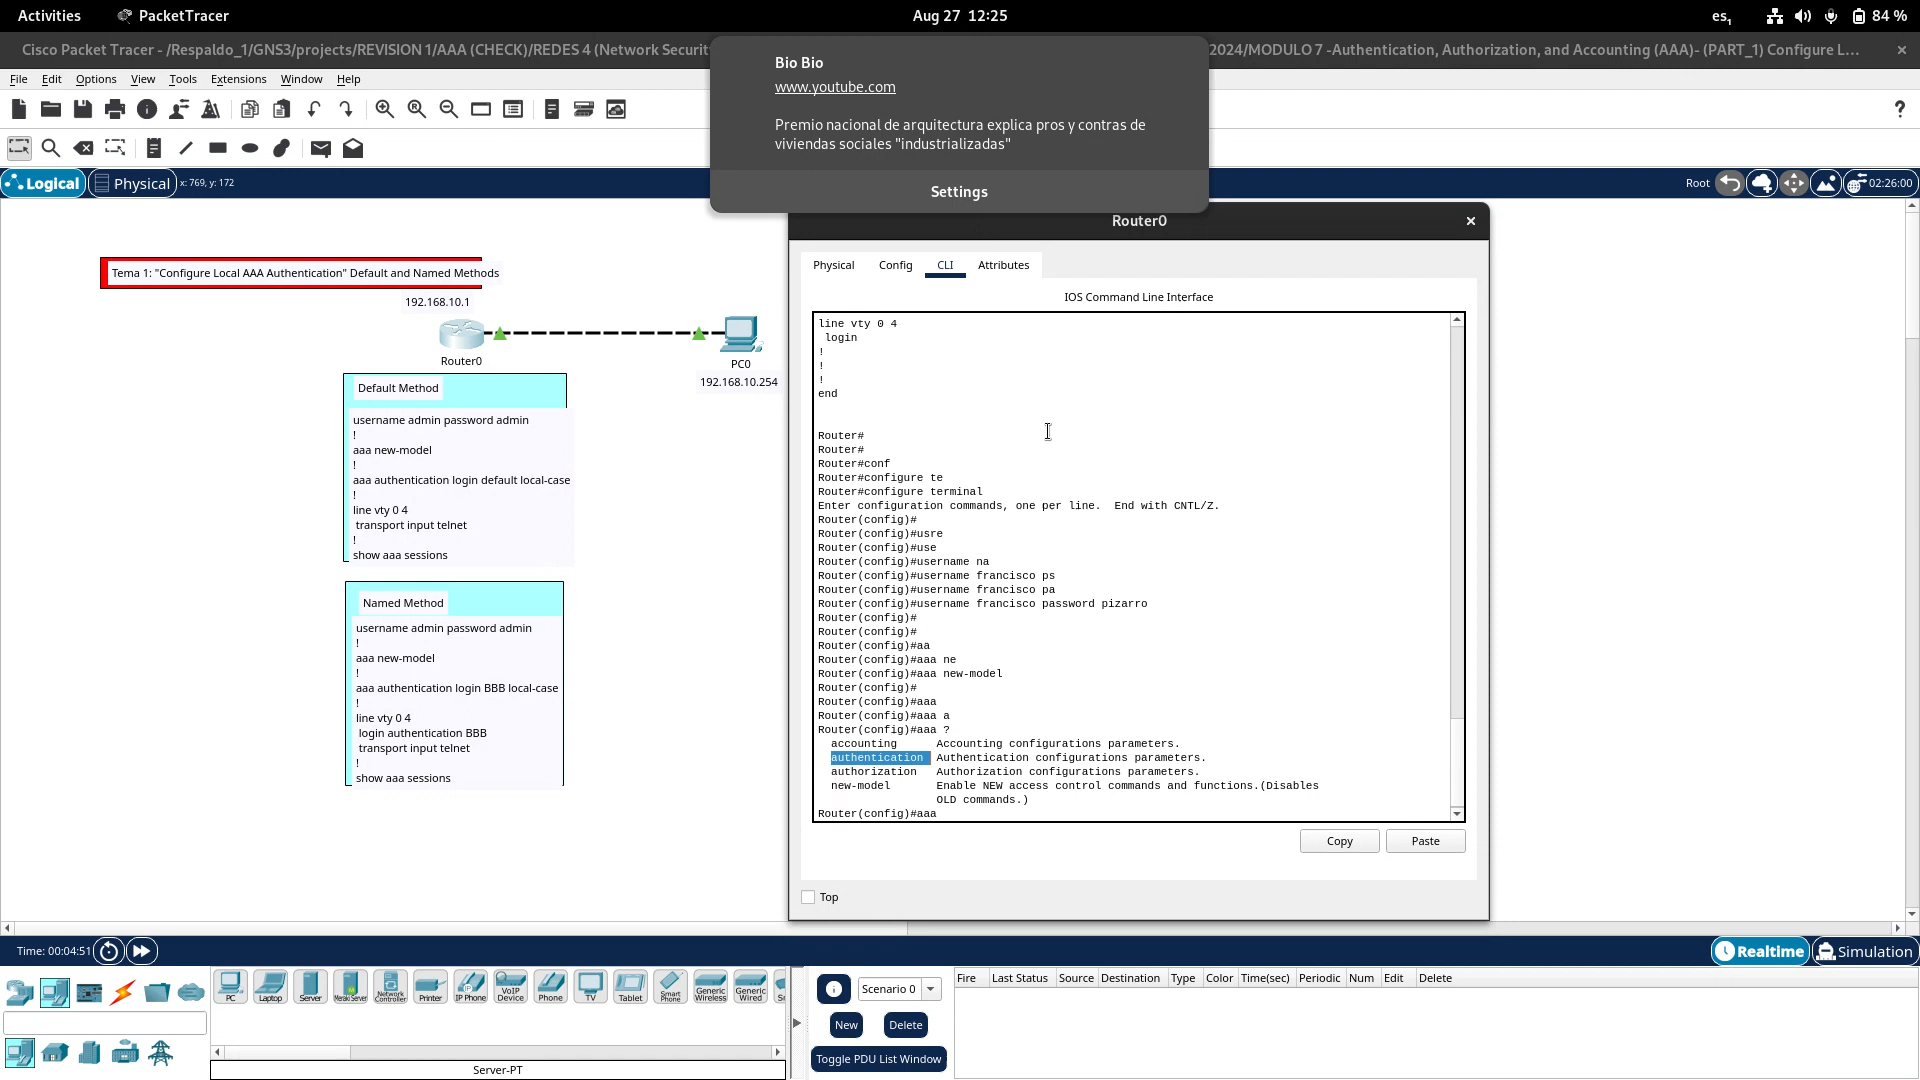 Activities
PacketTracer
Aug 27 12:25
es1
84 %
Cisco Packet Tracer - /Respaldo_1/GNS3/projects/REVISION 1/AAA (CHECK)/REDES 4 (Network Securit
2024/MODULO 7 -Authentication, Authorization, and Accounting (AAA)- (PART_1) Configure L...
File Edit Options View Tools Extensions Window Help
Bio Bio
www.youtube.com
Premio nacional de arquitectura explica pros y contras de
viviendas sociales "industrializadas"
Settings
Logical
Physical
x: 769, y: 172
Root
02:26:00
Tema 1: "Configure Local AAA Authentication" Default and Named Methods
192.168.10.1
Router0
PC0
192.168.10.254
Default Method
username admin password admin
!
aaa new-model
!
aaa authentication login default local-case
!
line vty 0 4
transport input telnet
!
show aaa sessions
Named Method
username admin password admin
!
aaa new-model
!
aaa authentication login BBB local-case
!
line vty 0 4
login authentication BBB
transport input telnet
!
show aaa sessions
Router0
Physical Config CLI Attributes
IOS Command Line Interface
line vty 0 4
login
!
!
!
end
Router#
Router#
Router#conf
Router#configure te
Router#configure terminal
Enter configuration commands, one per line. End with CNTL/Z.
Router(config)#
Router(config)#usre
Router(config)#use
Router(config)#username na
Router(config)#username francisco ps
Router(config)#username francisco pa
Router(config)#username francisco password pizarro
Router(config)#
Router(config)#
Router(config)#aa
Router(config)#aaa ne
Router(config)#aaa new-model
Router(config)#
Router(config)#aaa
Router(config)#aaa a
Router(config)#aaa ?
accounting Accounting configurations parameters.
authentication Authentication configurations parameters.
authorization Authorization configurations parameters.
new-model Enable NEW access control commands and functions.(Disables
OLD commands.)
Router(config)#aaa
Copy
Paste
Top
Time: 00:04:51
Realtime
Simulation
PC
Laptop
Server
Meraki Server
Network Controller
Printer
IP Phone
VoIP Device
Phone
TV
Tablet
Smart Phone
Generic Wireless
Generic Wired
Server-PT
Scenario 0
New
Delete
Toggle PDU List Window
Fire Last Status Source Destination Type Color Time(sec) Periodic Num Edit Delete